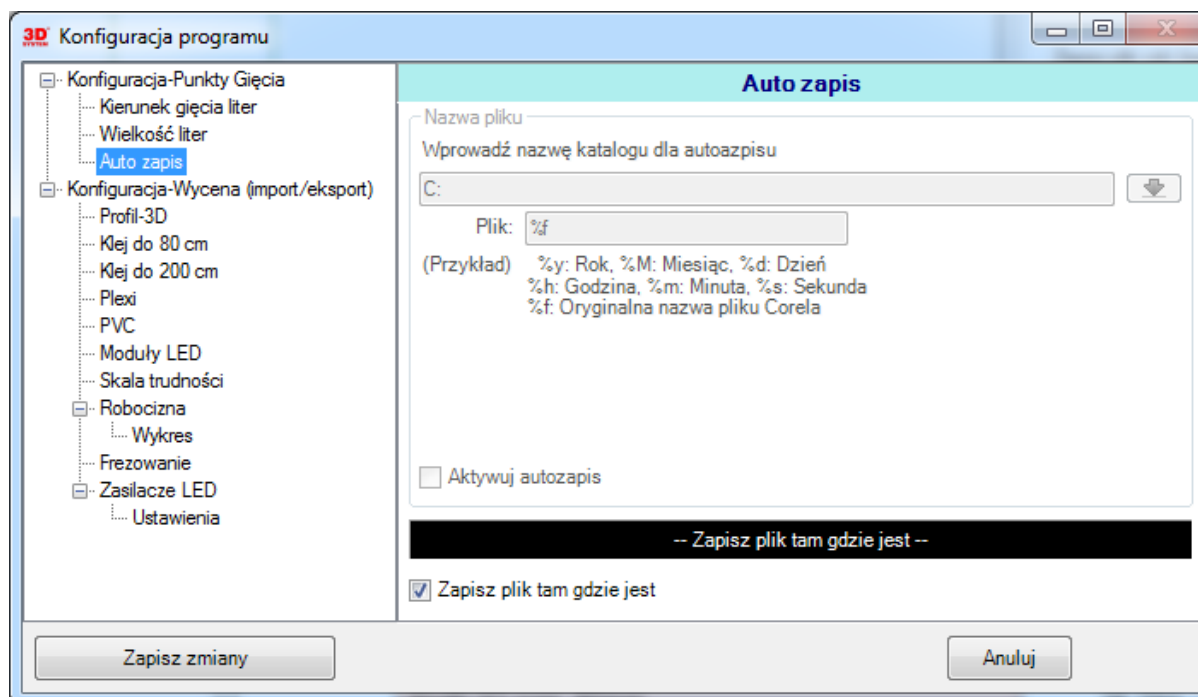 3D SYSTEM Konfiguracja programu
Konfiguracja-Punkty Gięcia
Kierunek gięcia liter
Wielkość liter
Auto zapis
Konfiguracja-Wycena (import/eksport)
Profil-3D
Klej do 80 cm
Klej do 200 cm
Plexi
PVC
Moduły LED
Skala trudności
Robocizna
Wykres
Frezowanie
Zasilacze LED
Ustawienia
Auto zapis
Nazwa pliku
Wprowadź nazwę katalogu dla autoazpisu
C:
Plik: %f
(Przykład) %y: Rok, %M: Miesiąc, %d: Dzień
%h: Godzina, %m: Minuta, %s: Sekunda
%f: Oryginalna nazwa pliku Corela
Aktywuj autozapis
-- Zapisz plik tam gdzie jest --
Zapisz plik tam gdzie jest
Zapisz zmiany
Anuluj